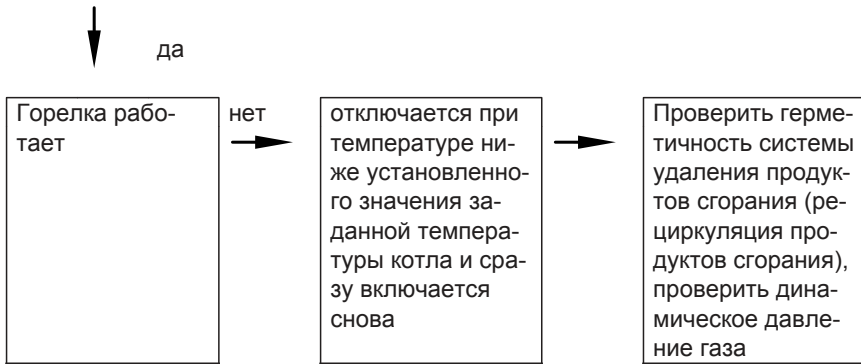 да
Горелка рабо-
тает
нет
отключается при
температуре ни-
же установленно-
го значения за-
данной темпера-
туры котла и сра-
зу включается
снова
Проверить герме-
тичность системы
удаления продук-
тов сгорания (ре-
циркуляция про-
дуктов сгорания),
проверить дина-
мическое давле-
ние газа